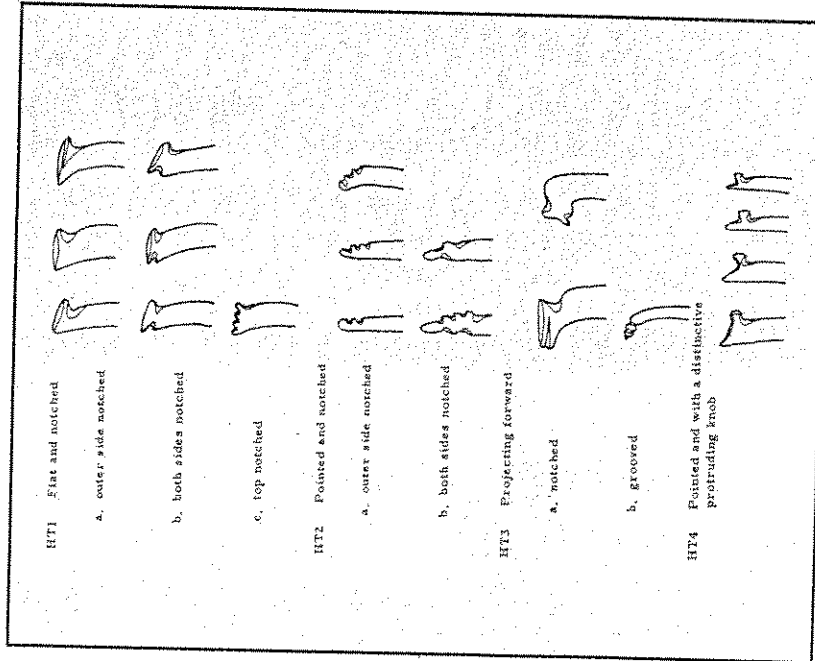 HT1 Flat and notched
a. outer side notched
b. both sides notched
c. top notched
HT2 Pointed and notched
a. outer side notched
b. both sides notched
HT3 Projecting forward
a. notched
b. grooved
HT4 Pointed and with a distinctive
protruding knob